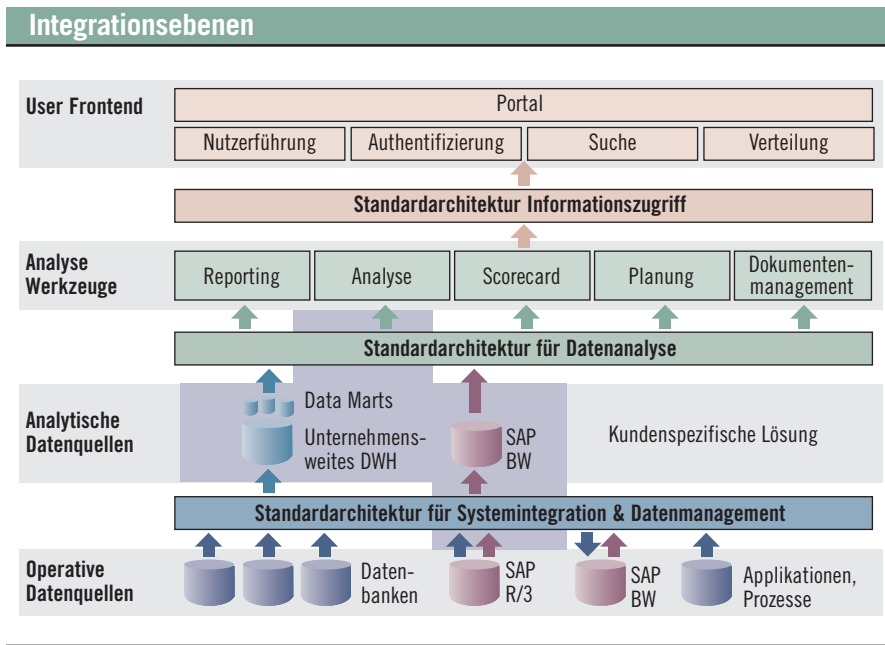 Integrationsebenen
User Frontend
Portal
Nutzerführung
Authentifizierung
Suche
Verteilung
Standardarchitektur Informationszugriff
Analyse
Werkzeuge
Reporting
Analyse
Scorecard
Planung
Dokumenten-
management
Standardarchitektur für Datenanalyse
Analytische
Datenquellen
Data Marts
Unternehmens-
weites DWH
SAP
BW
Kundenspezifische Lösung
Standardarchitektur für Systemintegration & Datenmanagement
Operative
Datenquellen
Daten-
banken
SAP
R/3
SAP
BW
Applikationen,
Prozesse